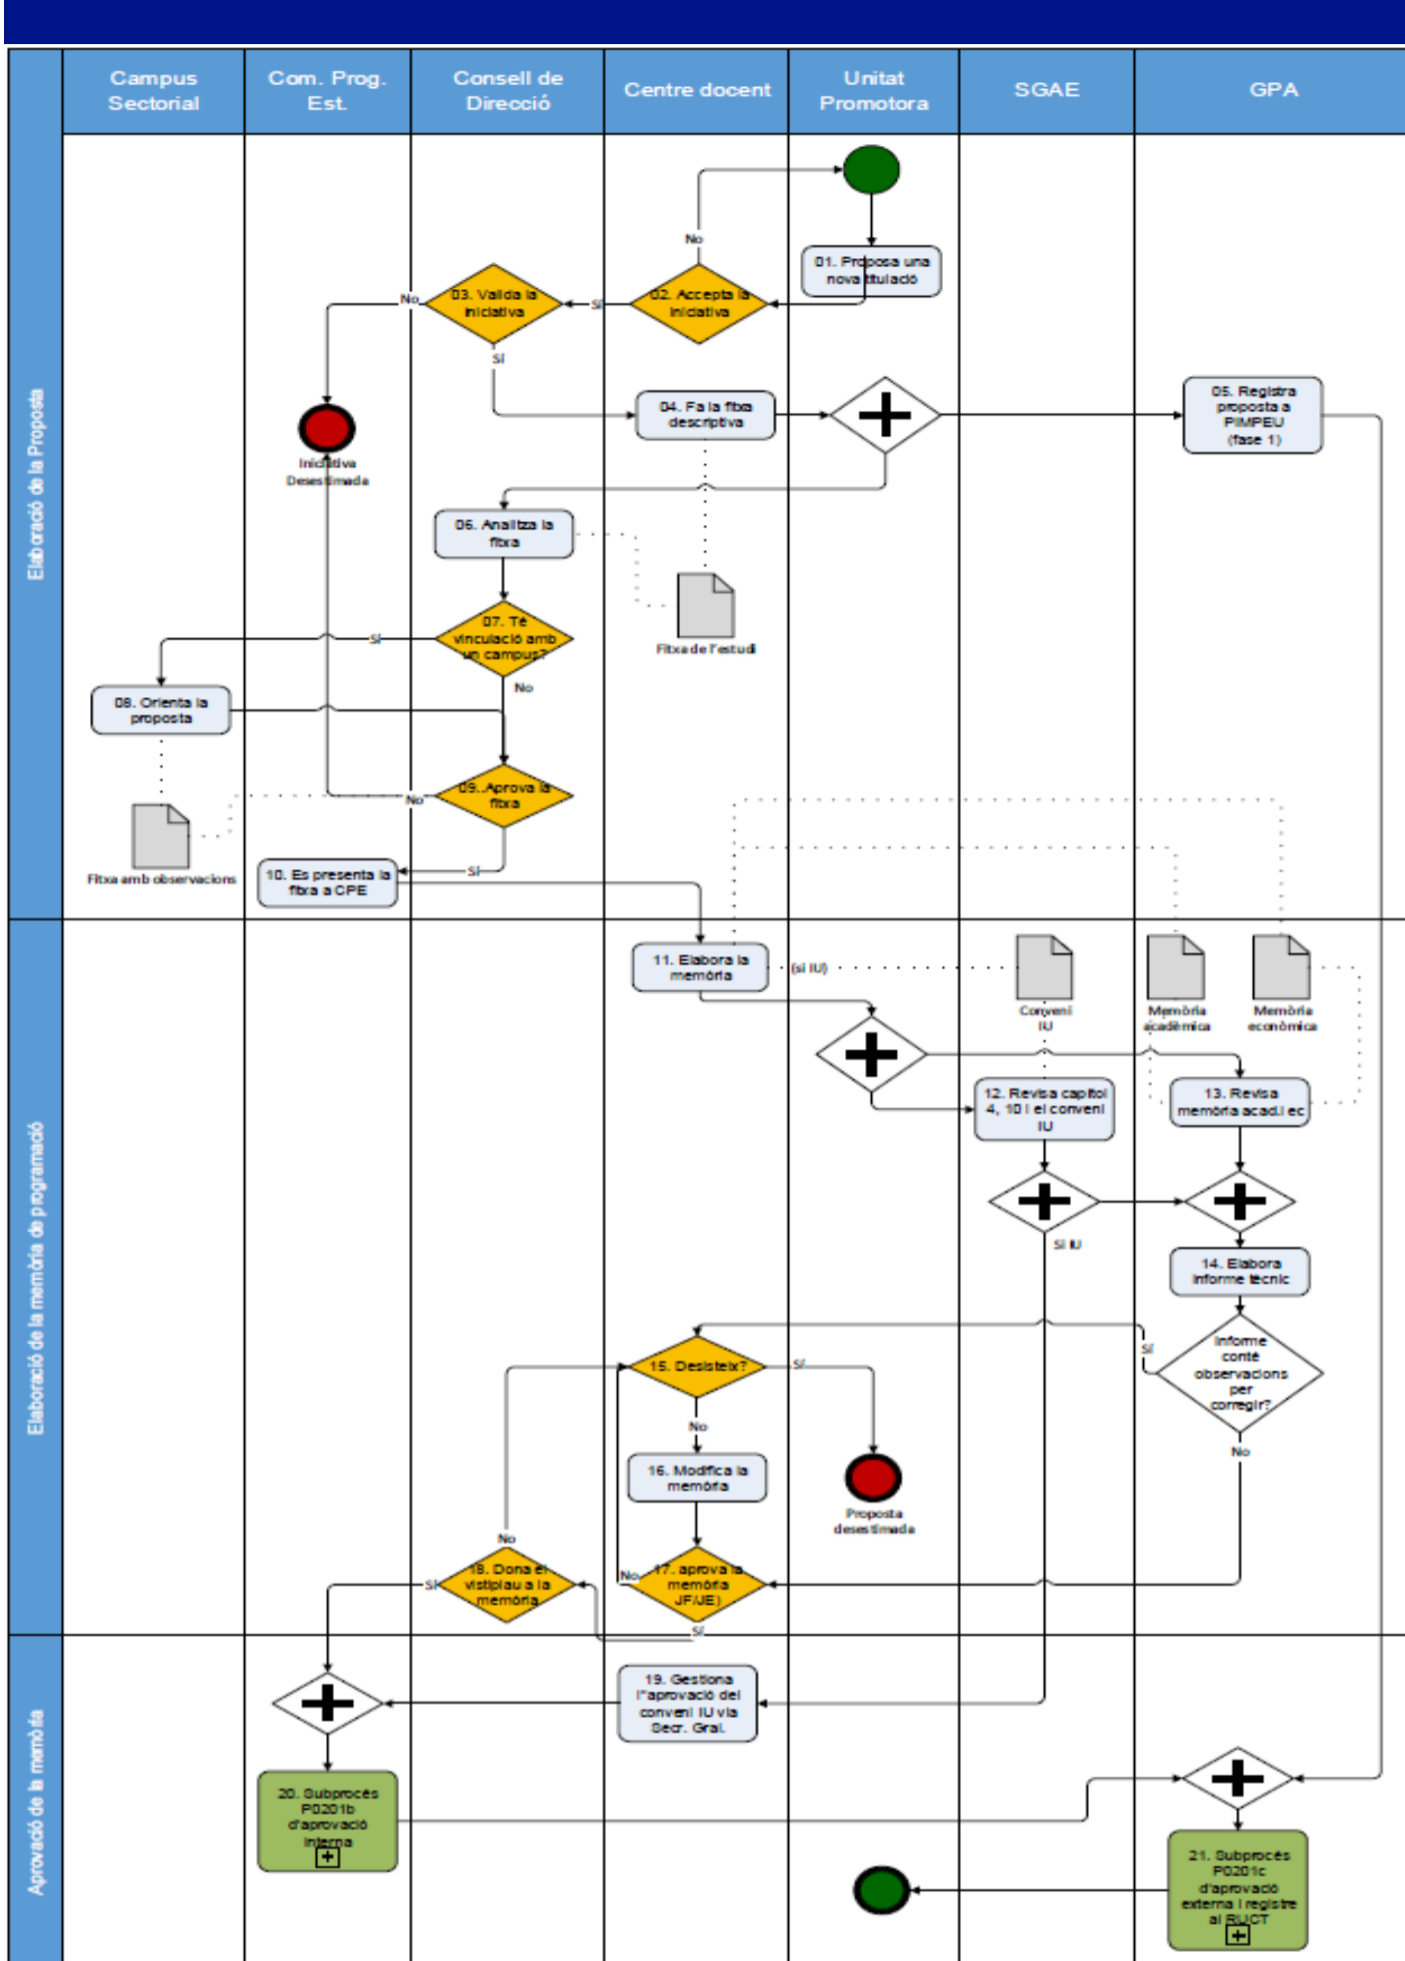 Campus
Sectorial
Com. Prog.
Est.
Consell de
Direcció
Centre docent
Unitat
Promotora
SGAE
GPA
Elaboració de la Proposta
No
01. Proposa una
nova titulació
03. Valida la
iniciativa
02. Accepta la
iniciativa
No
Sí
Sí
04. Fa la fitxa
descriptiva
05. Registra
proposta a
PIMPEU
(fase 1)
Iniciativa
Desestimada
06. Analitza la
fitxa
07. Té
vinculació amb
un campus?
Sí
No
Fitxa de l'estudi
08. Orienta la
proposta
09. Aprova la
fitxa
No
Sí
Fitxa amb observacions
10. Es presenta la
fitxa a CPE
Elaboració de la memòria de programació
11. Elabora la
memòria
(si IU)
Conveni
IU
Memòria
acadèmica
Memòria
econòmica
12. Revisa capítol
4, 10 i el conveni
IU
13. Revisa
memòria acad.i ec
Si IU
14. Elabora
informe tècnic
Informe
conté
observacions
per
corregir?
Sí
No
15. Desisteix?
Sí
No
16. Modifica la
memòria
Proposta
desestimada
No
18. Dona el
vistiplau a la
memòria
Sí
No
17. aprova la
memòria
JF/JE)
Sí
Aprovació de la memòria
19. Gestiona
l'''aprovació del
conveni IU via
Secr. Gral.
20. Subprocés
P0201b
d'aprovació
interna
21. Subprocés
P0201c
d'aprovació
externa i registre
al RUCT